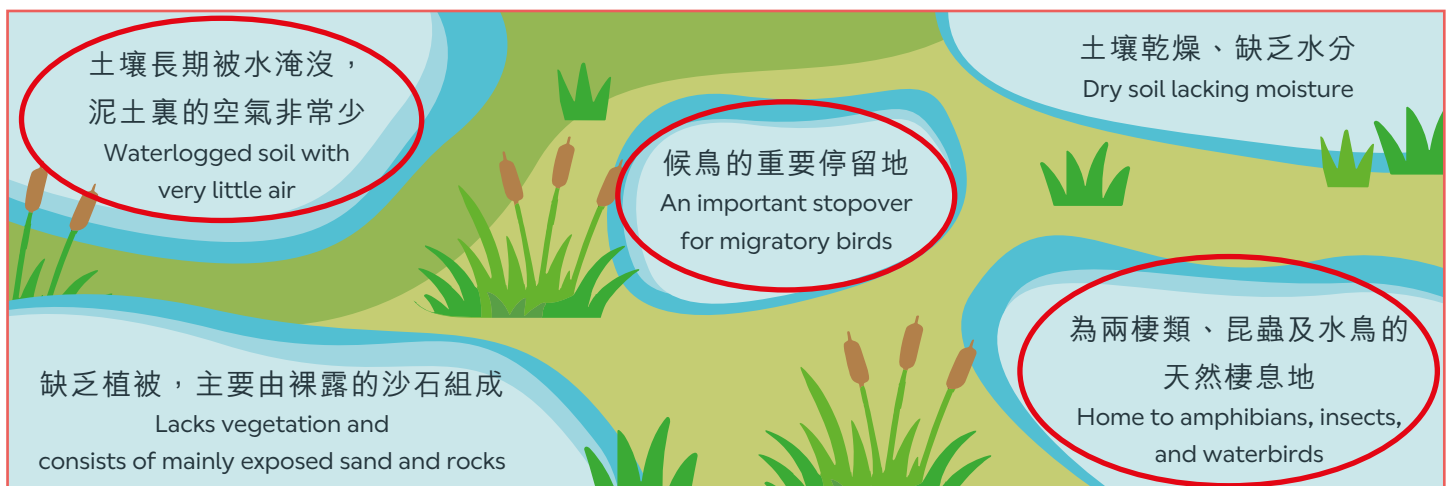 土壤長期被水淹沒，
泥土裏的空氣非常少
Waterlogged soil with
very little air
候鳥的重要停留地
An important stopover
for migratory birds
土壤乾燥、缺乏水分
Dry soil lacking moisture
缺乏植被，主要由裸露的沙石組成
Lacks vegetation and
consists of mainly exposed sand and rocks
為兩棲類、昆蟲及水鳥的
天然棲息地
Home to amphibians, insects,
and waterbirds